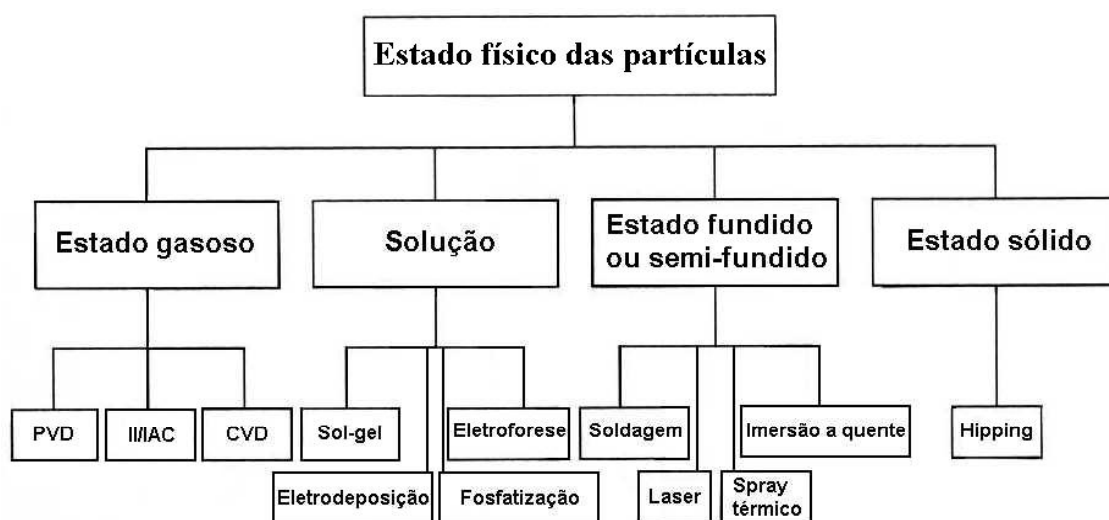 Estado físico das partículas
Estado gasoso
Solução
Estado fundido
ou semi-fundido
Estado sólido
PVD
II/IAC
CVD
Sol-gel
Eletroforese
Soldagem
Imersão a quente
Hipping
Eletrodeposição
Fosfatização
Laser
Spray
térmico